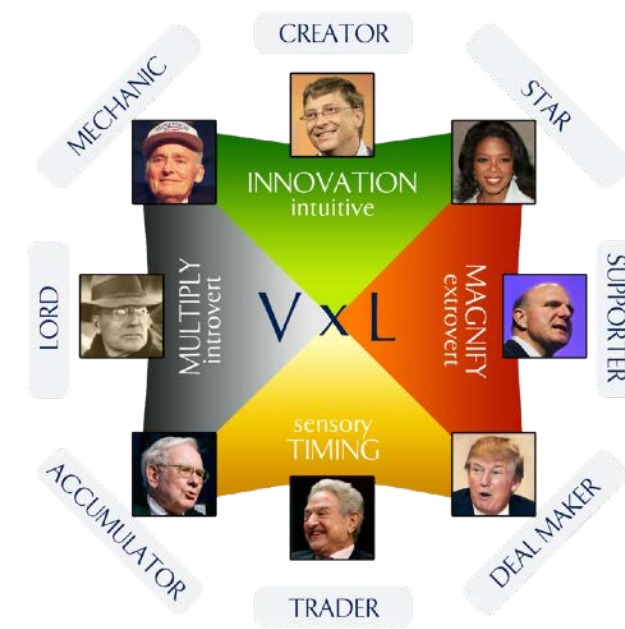 CREATOR
MECHANIC
STAR
INNOVATION
intuitive
LORD
MULTIPLY
introvert
V x L
MAGNIFY
extrovert
SUPPORTER
sensory
TIMING
ACCUMULATOR
DEAL MAKER
TRADER